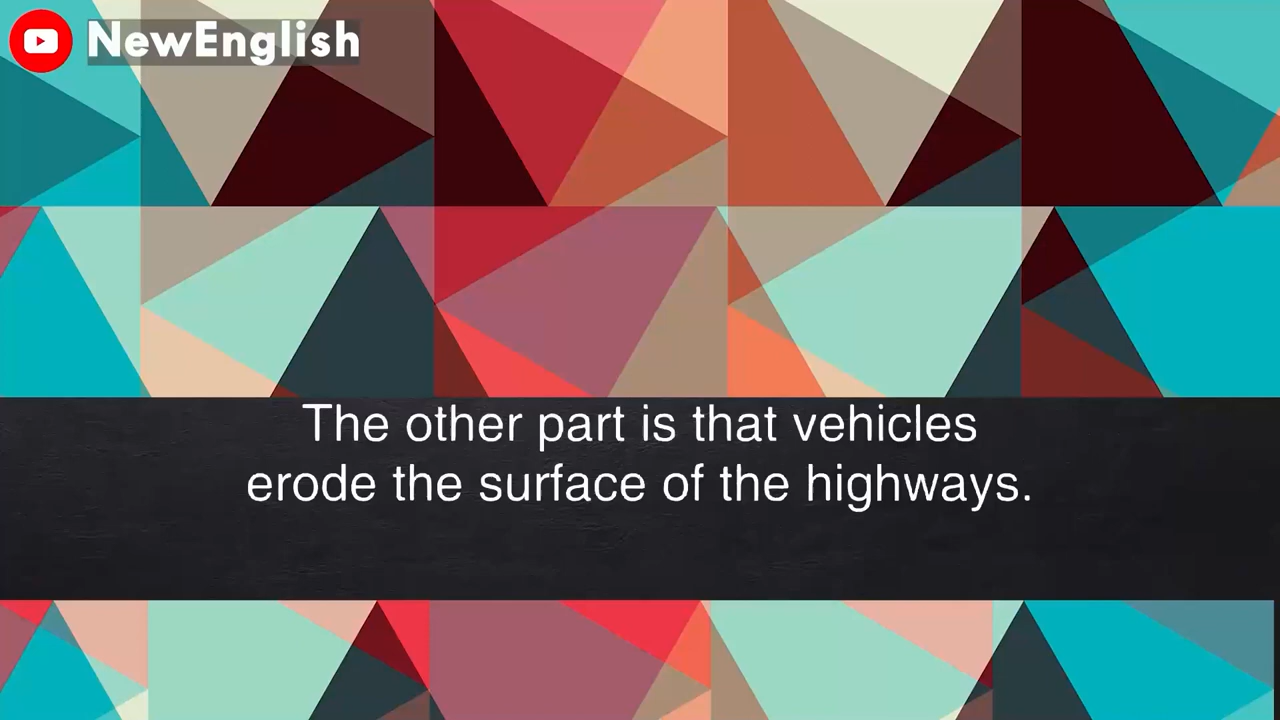 NewEnglish
The other part is that vehicles
erode the surface of the highways.